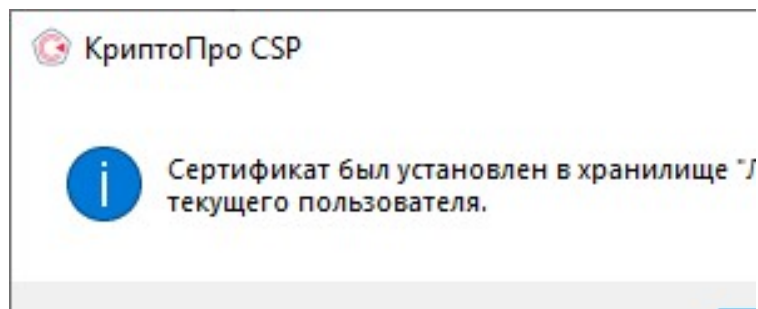 КриптоПро CSP
Сертификат был установлен в хранилище "Л
текущего пользователя.